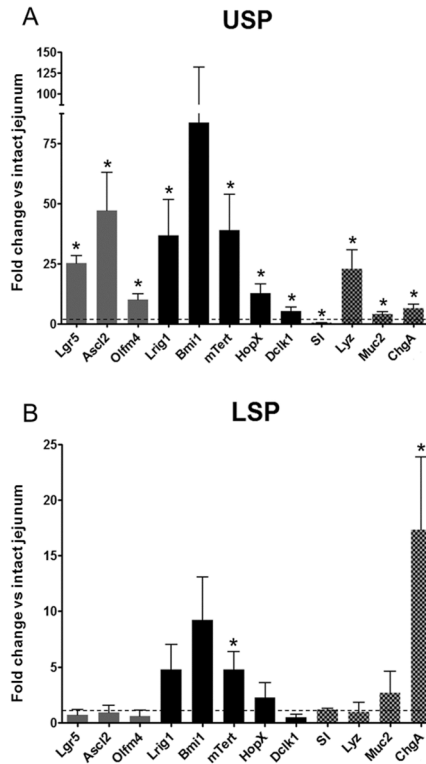 A
USP
Fold change vs intact jejunum
150
125
100
75
50
25
0
*
*
*
*
*
*
*
*
*
*
*
Lgr5
Ascl2
Olfm4
Lrig1
Bmi1
mTert
HopX
Dclk1
SI
Lyz
Muc2
ChgA
B
LSP
Fold change vs intact jejunum
25
20
15
10
5
0
*
*
Lgr5
Ascl2
Olfm4
Lrig1
Bmi1
mTert
HopX
Dclk1
SI
Lyz
Muc2
ChgA